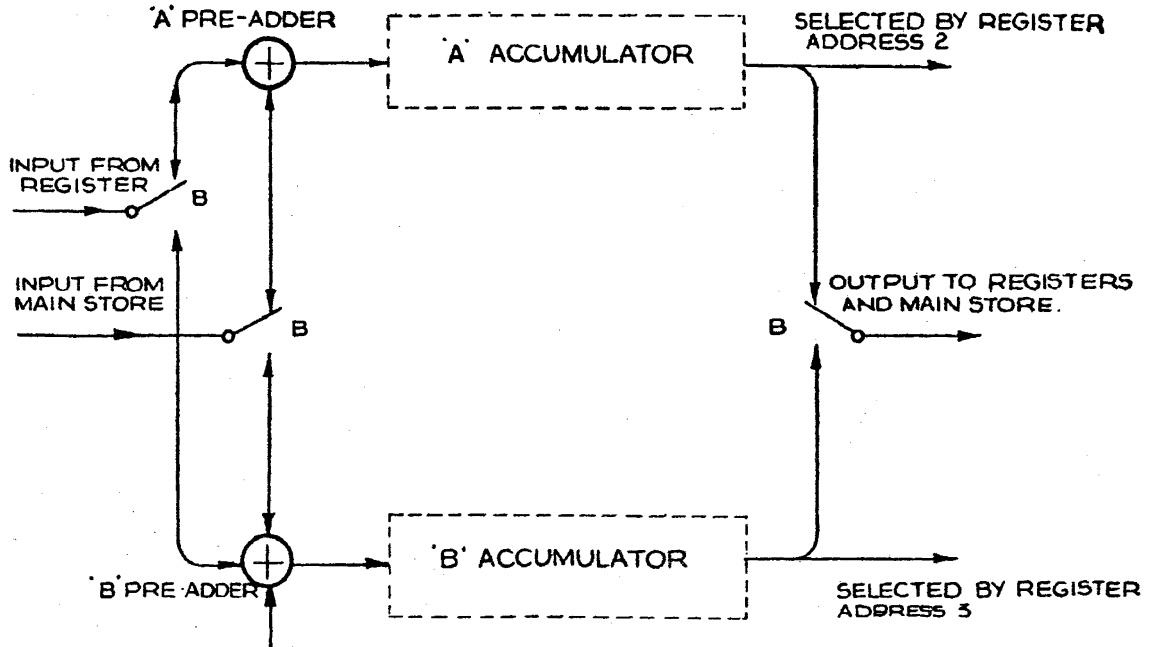 'A' PRE-ADDER
'A' ACCUMULATOR
SELECTED BY REGISTER
ADDRESS 2
INPUT FROM
REGISTER
B
INPUT FROM
MAIN STORE
B
B
OUTPUT TO REGISTERS
AND MAIN STORE.
'B' PRE-ADDER
'B' ACCUMULATOR
SELECTED BY REGISTER
ADDRESS 3